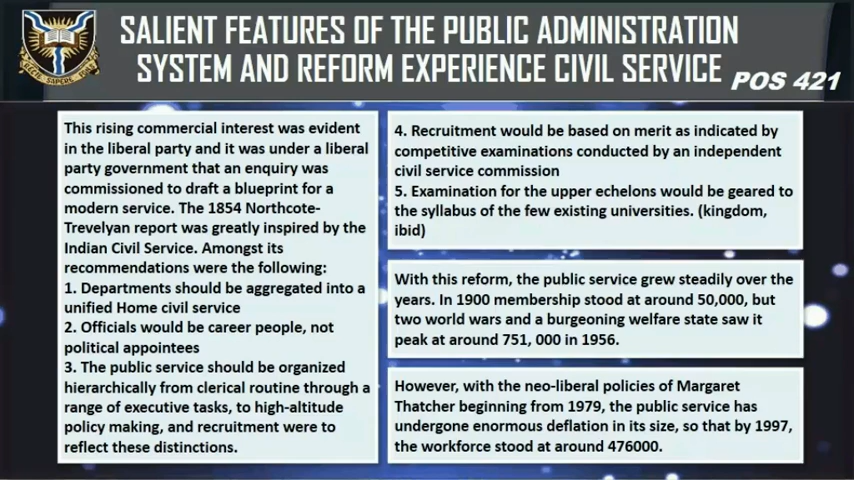 SALIENT FEATURES OF THE PUBLIC ADMINISTRATION
SYSTEM AND REFORM EXPERIENCE CIVIL SERVICE
POS 421
This rising commercial interest was evident
in the liberal party and it was under a liberal
party government that an enquiry was
commissioned to draft a blueprint for a
modern service. The 1854 Northcote-
Trevelyan report was greatly inspired by the
Indian Civil Service. Amongst its
recommendations were the following:
1. Departments should be aggregated into a
unified Home civil service
2. Officials would be career people, not
political appointees
3. The public service should be organized
hierarchically from clerical routine through a
range of executive tasks, to high-altitude
policy making, and recruitment were to
reflect these distinctions.
4. Recruitment would be based on merit as indicated by
competitive examinations conducted by an independent
civil service commission
5. Examination for the upper echelons would be geared to
the syllabus of the few existing universities. (kingdom,
ibid)
With this reform, the public service grew steadily over the
years. In 1900 membership stood at around 50,000, but
two world wars and a burgeoning welfare state saw it
peak at around 751, 000 in 1956.
However, with the neo-liberal policies of Margaret
Thatcher beginning from 1979, the public service has
undergone enormous deflation in its size, so that by 1997,
the workforce stood at around 476000.